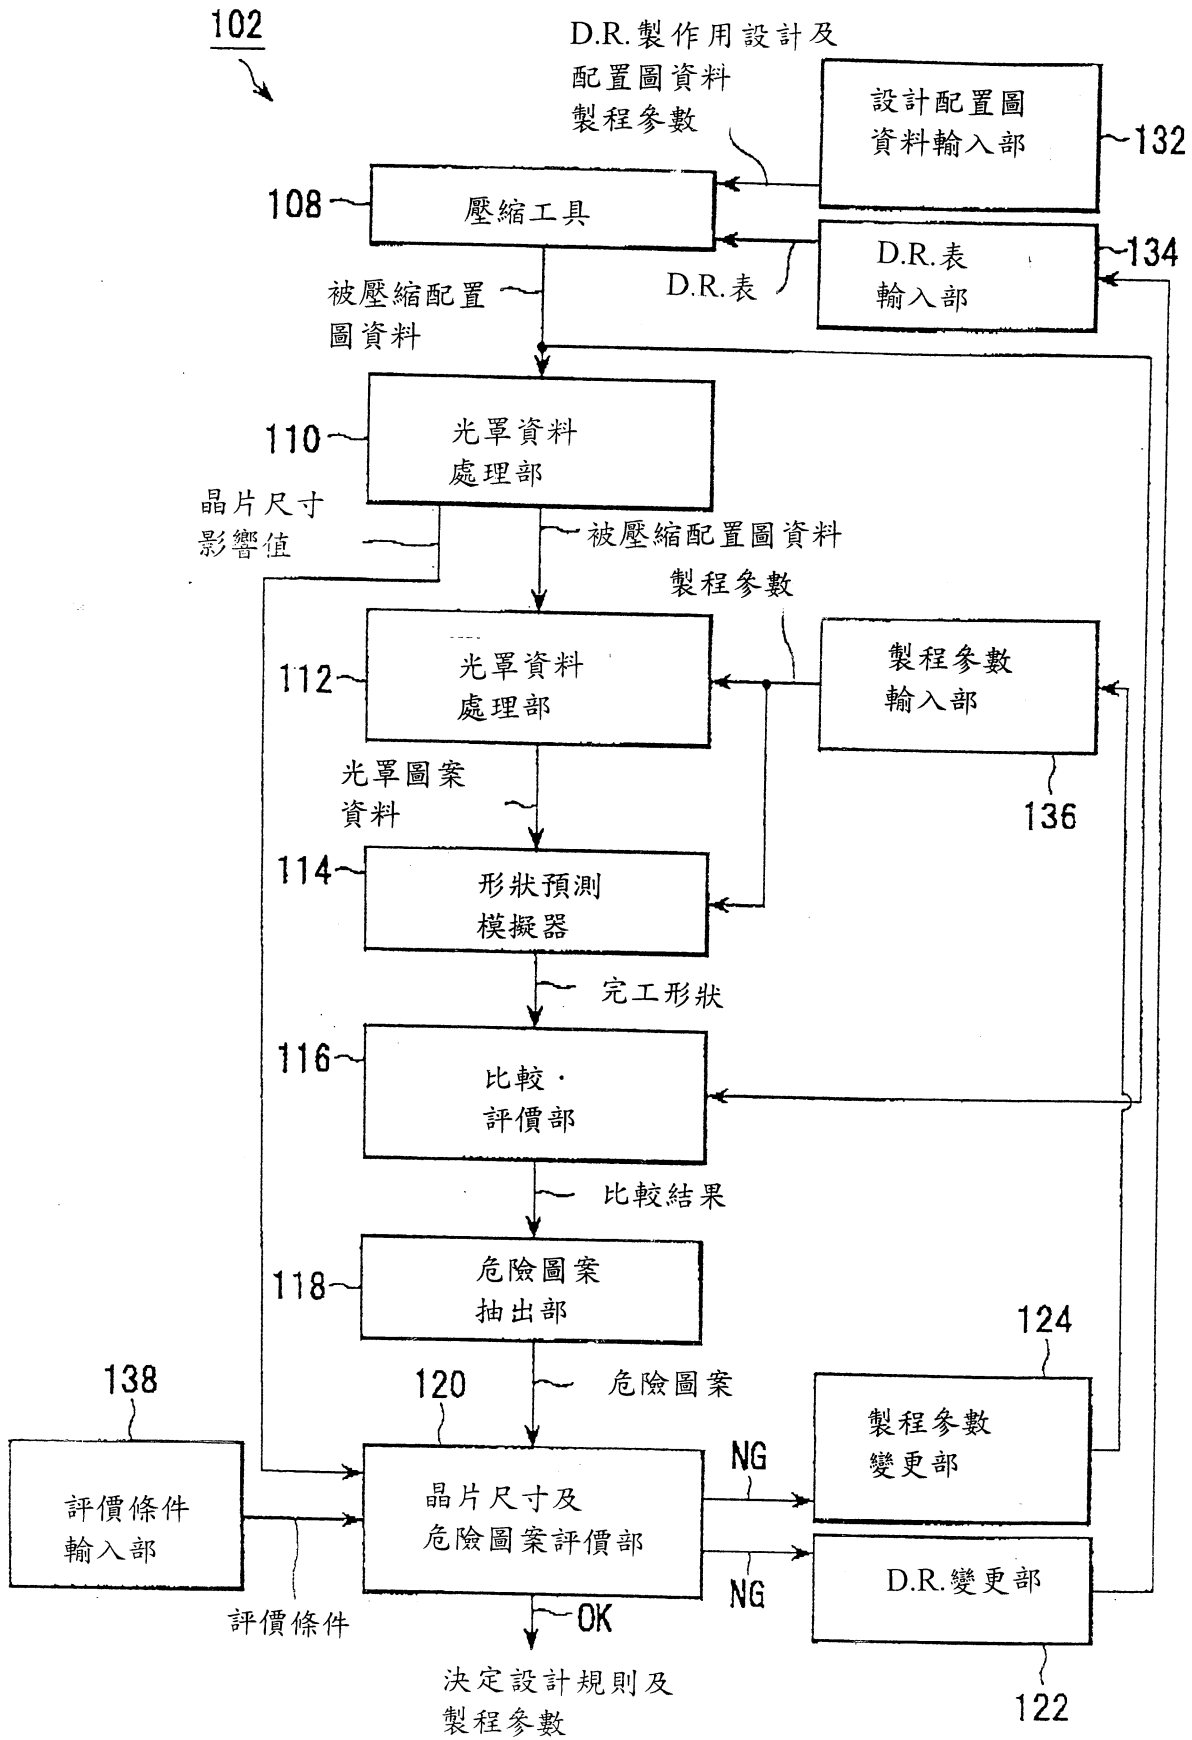 102
D.R.製作用設計及
配置圖資料
製程參數
設計配置圖
資料輸入部
132
108
壓縮工具
D.R.表
輸入部
134
D.R.表
被壓縮配置
圖資料
110
光罩資料
處理部
晶片尺寸
影響值
被壓縮配置圖資料
製程參數
112
光罩資料
處理部
製程參數
輸入部
136
光罩圖案
資料
114
形狀預測
模擬器
完工形狀
116
比較·
評價部
比較結果
118
危險圖案
抽出部
危險圖案
124
製程參數
變更部
138
評價條件
輸入部
評價條件
120
晶片尺寸及
危險圖案評價部
NG
NG
D.R.變更部
122
OK
決定設計規則及
製程參數